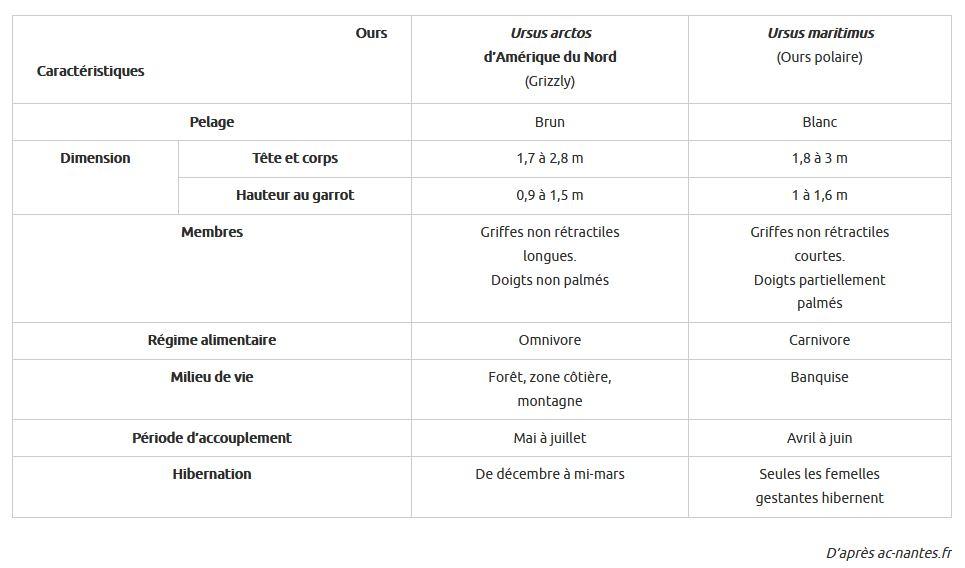 Ours
Caractéristiques
Ursus arctos
d'Amérique du Nord
(Grizzly)
Ursus maritimus
(Ours polaire)
Pelage
Brun
Blanc
Dimension
Tête et corps
1,7 à 2,8 m
1,8 à 3 m
Hauteur au garrot
0,9 à 1,5 m
1 à 1,6 m
Membres
Griffes non rétractiles
longues.
Doigts non palmés
Griffes non rétractiles
courtes.
Doigts partiellement
palmés
Régime alimentaire
Omnivore
Carnivore
Milieu de vie
Forêt, zone côtière,
montagne
Banquise
Période d'accouplement
Mai à juillet
Avril à juin
Hibernation
De décembre à mi-mars
Seules les femelles
gestantes hibernent
D'après ac-nantes.fr